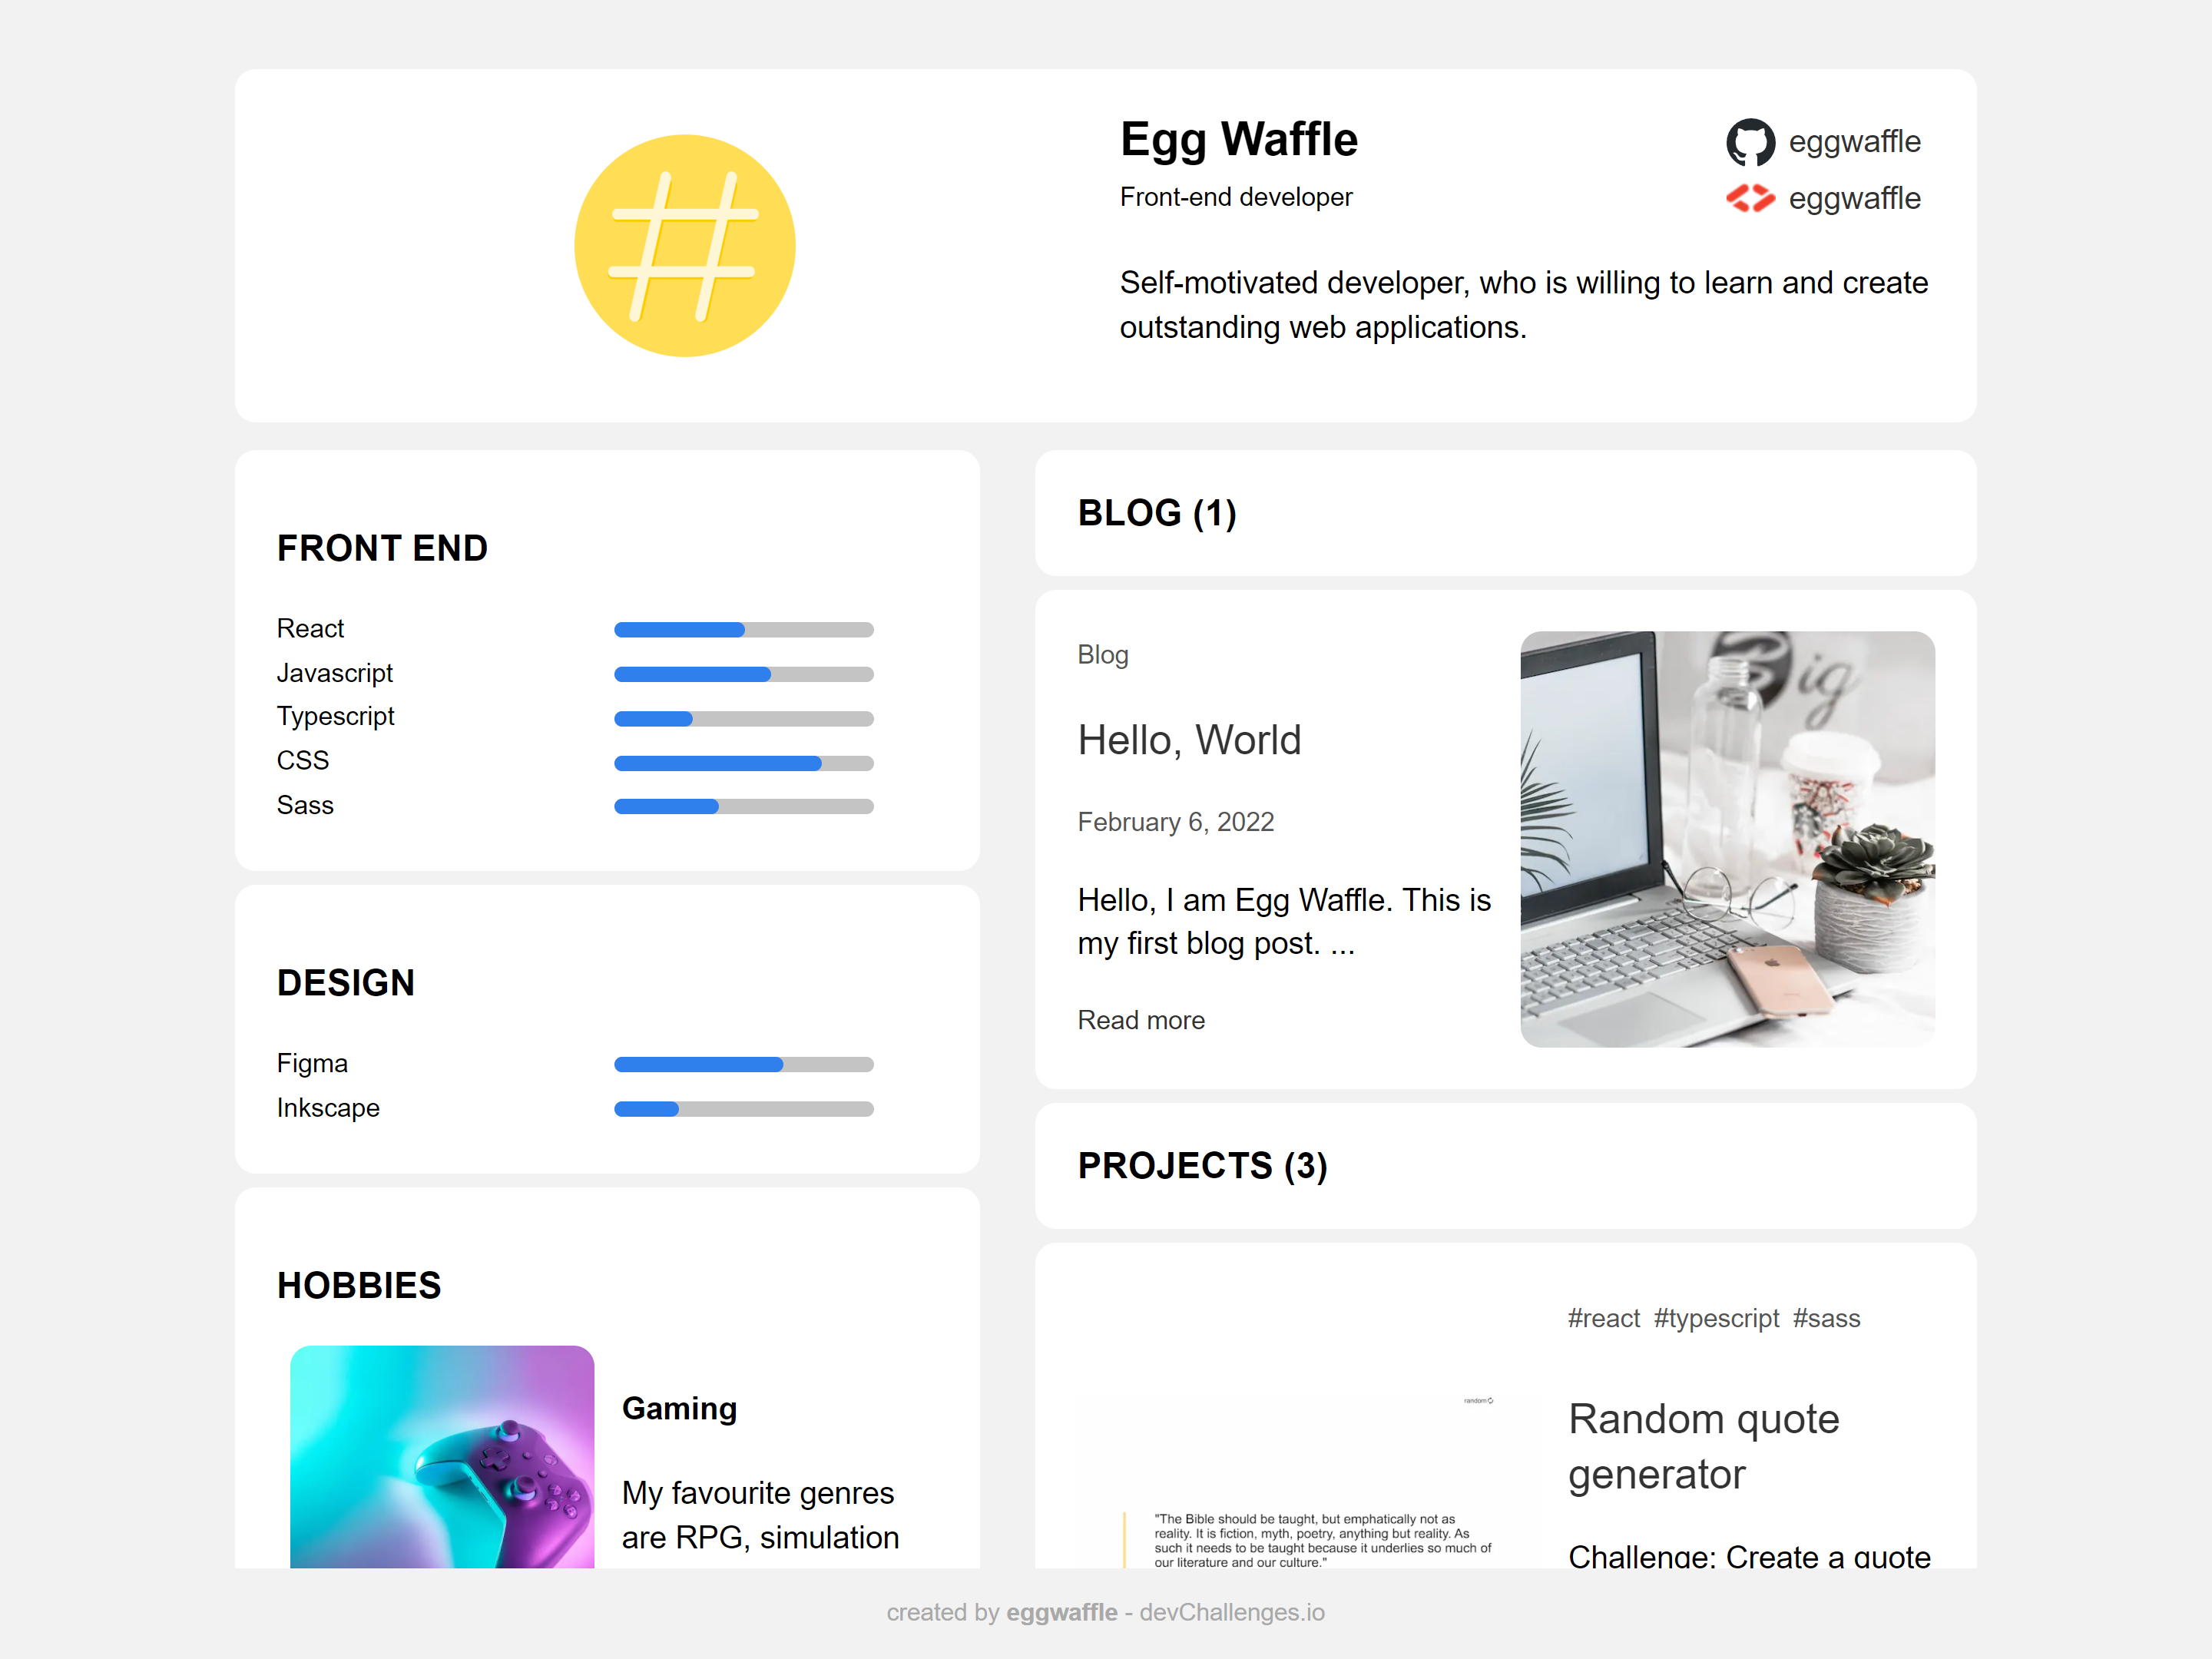 Egg Waffle
Front-end developer
eggwaffle
eggwaffle
Self-motivated developer, who is willing to learn and create
outstanding web applications.
FRONT END
React
Javascript
Typescript
CSS
Sass
DESIGN
Figma
Inkscape
HOBBIES
Gaming
My favourite genres
are RPG, simulation
BLOG (1)
Blog
Hello, World
February 6, 2022
Hello, I am Egg Waffle. This is
my first blog post. ...
Read more
Big
PROJECTS (3)
#react #typescript #sass
Random quote
generator
Challenge: Create a quote
random
"The Bible should be taught, but emphatically not as
reality. It is fiction, myth, poetry, anything but reality. As
such it needs to be taught because it underlies so much of
our literature and our culture."
created by eggwaffle - devChallenges.io